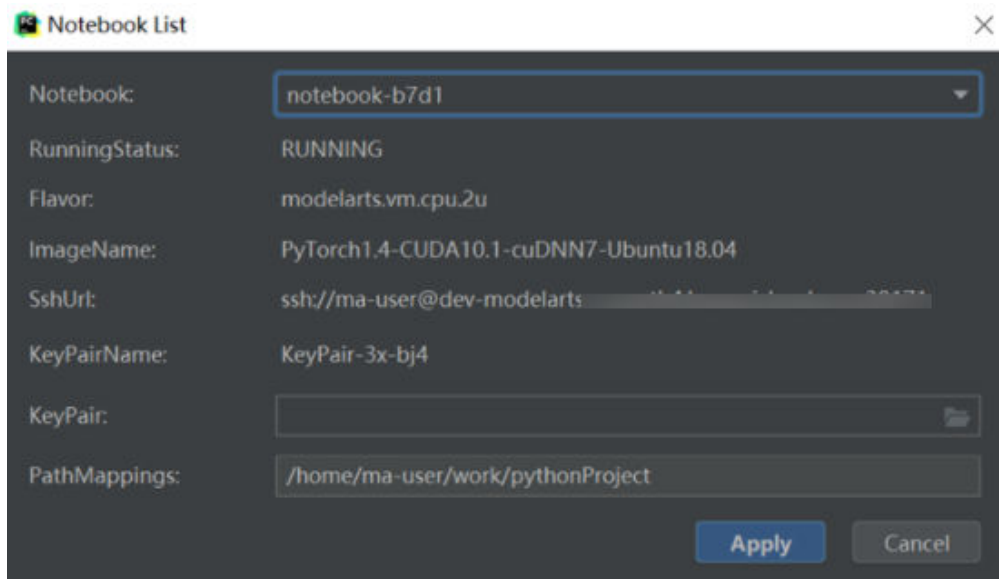 PC
Notebook List
Notebook: notebook-b7d1
RunningStatus: RUNNING
Flavor: modelarts.vm.cpu.2u
ImageName: PyTorch1.4-CUDA10.1-cuDNN7-Ubuntu18.04
SshUrl: ssh://ma-user@dev-modelarts
KeyPairName: KeyPair-3x-bj4
KeyPair:
PathMappings: /home/ma-user/work/pythonProject
Apply Cancel